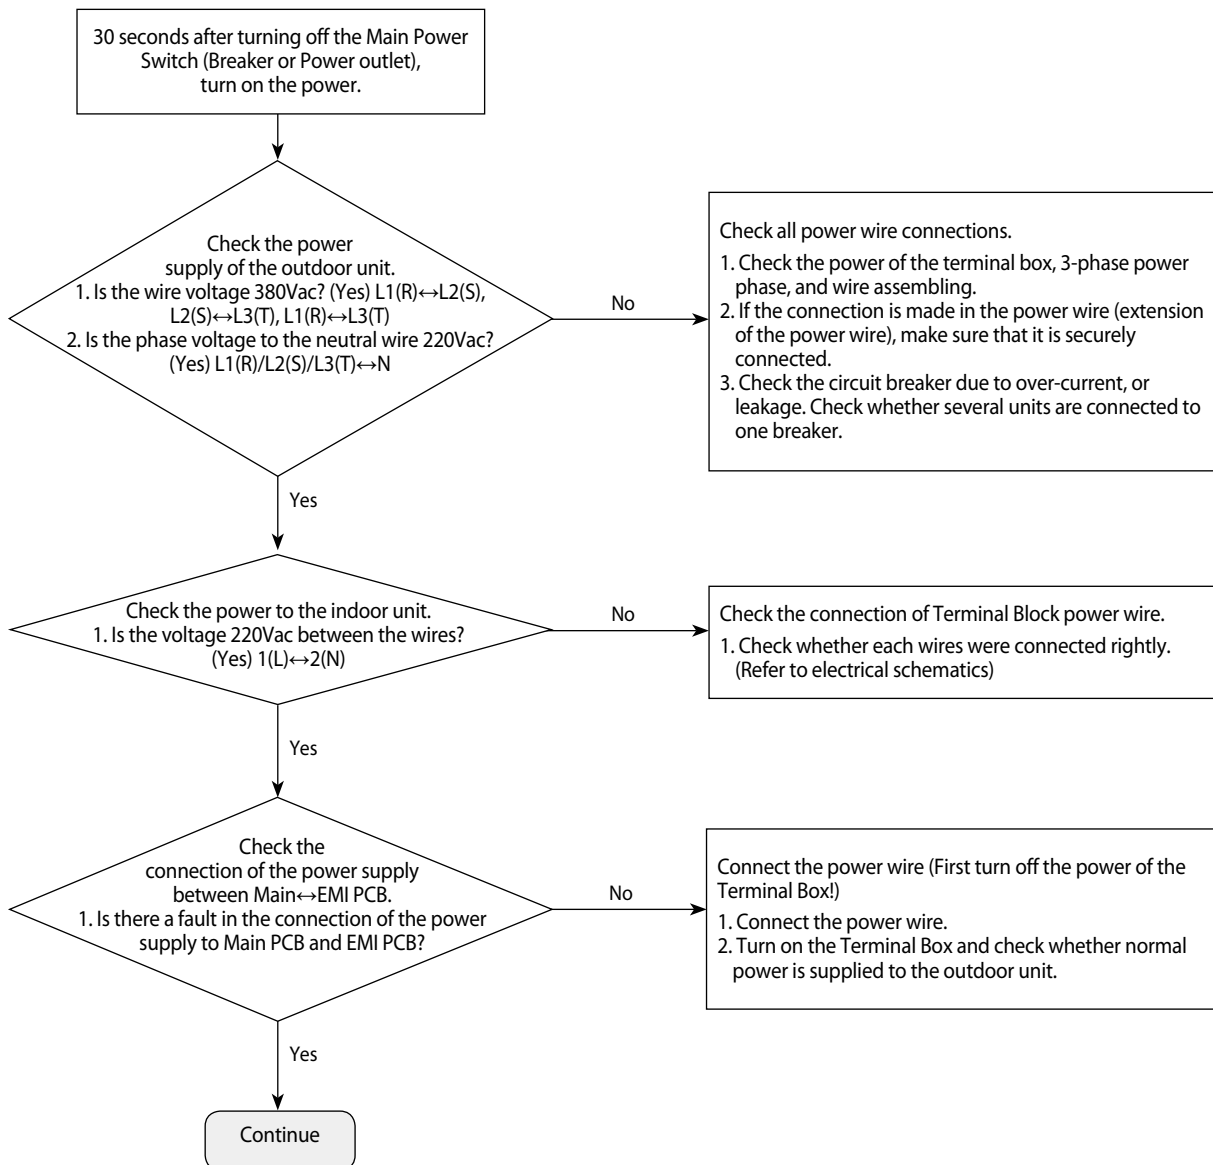 30 seconds after turning off the Main Power
Switch (Breaker or Power outlet),
turn on the power.
Check the power
supply of the outdoor unit.
1. Is the wire voltage 380Vac? (Yes) L1(R)↔L2(S),
L2(S)↔L3(T), L1(R)↔L3(T)
2. Is the phase voltage to the neutral wire 220Vac?
(Yes) L1(R)/L2(S)/L3(T)↔N
No
Check all power wire connections.
1. Check the power of the terminal box, 3-phase power
phase, and wire assembling.
2. If the connection is made in the power wire (extension
of the power wire), make sure that it is securely
connected.
3. Check the circuit breaker due to over-current, or
leakage. Check whether several units are connected to
one breaker.
Yes
Check the power to the indoor unit.
1. Is the voltage 220Vac between the wires?
(Yes) 1(L)↔2(N)
No
Check the connection of Terminal Block power wire.
1. Check whether each wires were connected rightly.
(Refer to electrical schematics)
Yes
Check the
connection of the power supply
between Main↔EMI PCB.
1. Is there a fault in the connection of the power
supply to Main PCB and EMI PCB?
No
Connect the power wire (First turn off the power of the
Terminal Box!)
1. Connect the power wire.
2. Turn on the Terminal Box and check whether normal
power is supplied to the outdoor unit.
Yes
Continue